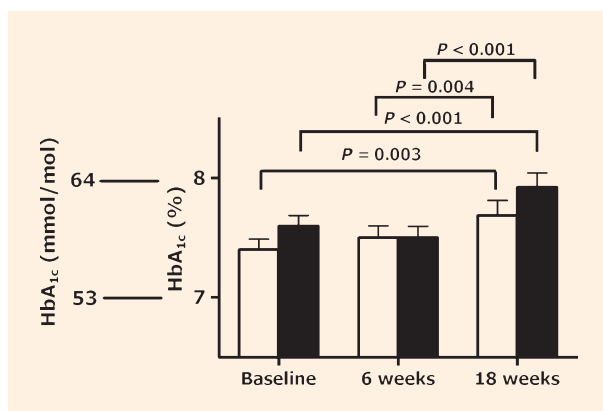 P < 0.001
P = 0.004
P < 0.001
P = 0.003
HbA1c (mmol/mol)
64
53
HbA1c (%)
8
7
Baseline
6 weeks
18 weeks